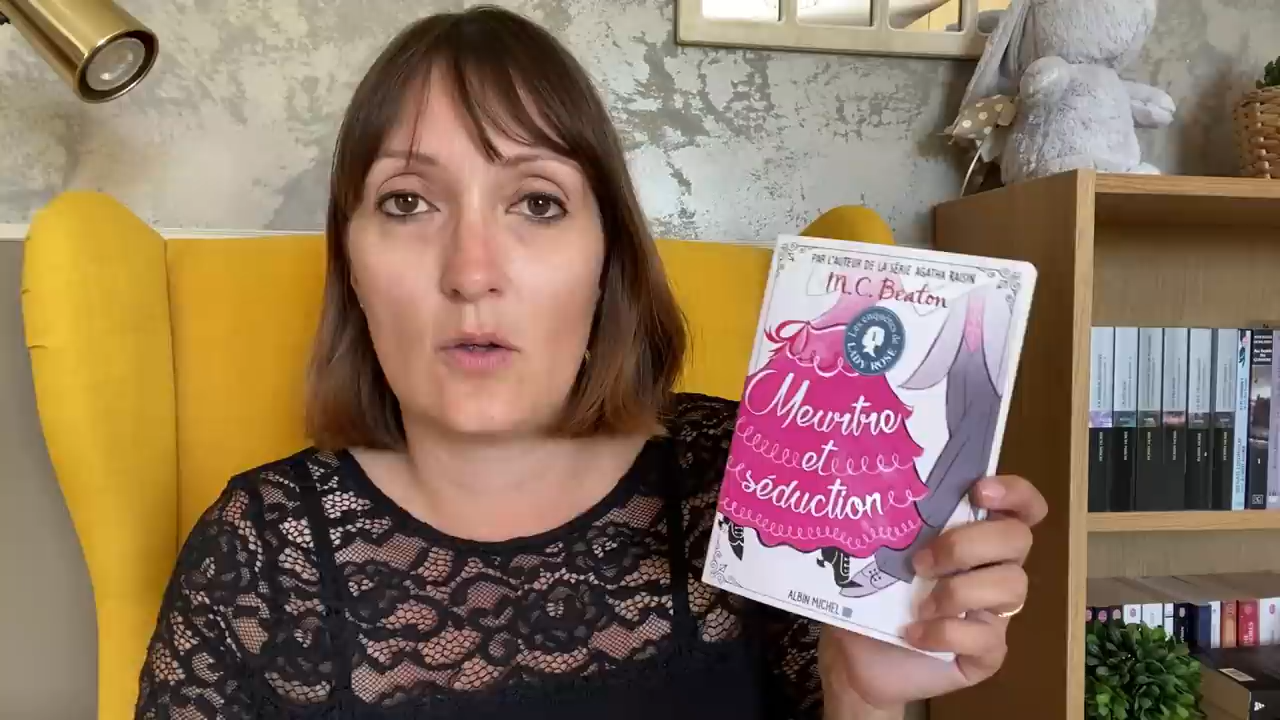 PAR L'AUTEUR DE LA SÉRIE AGATHA RAISIN
M.C. Beaton
Les enquêtes de
LADY ROSE
Meurtre
et
séduction
ALBIN MICHEL